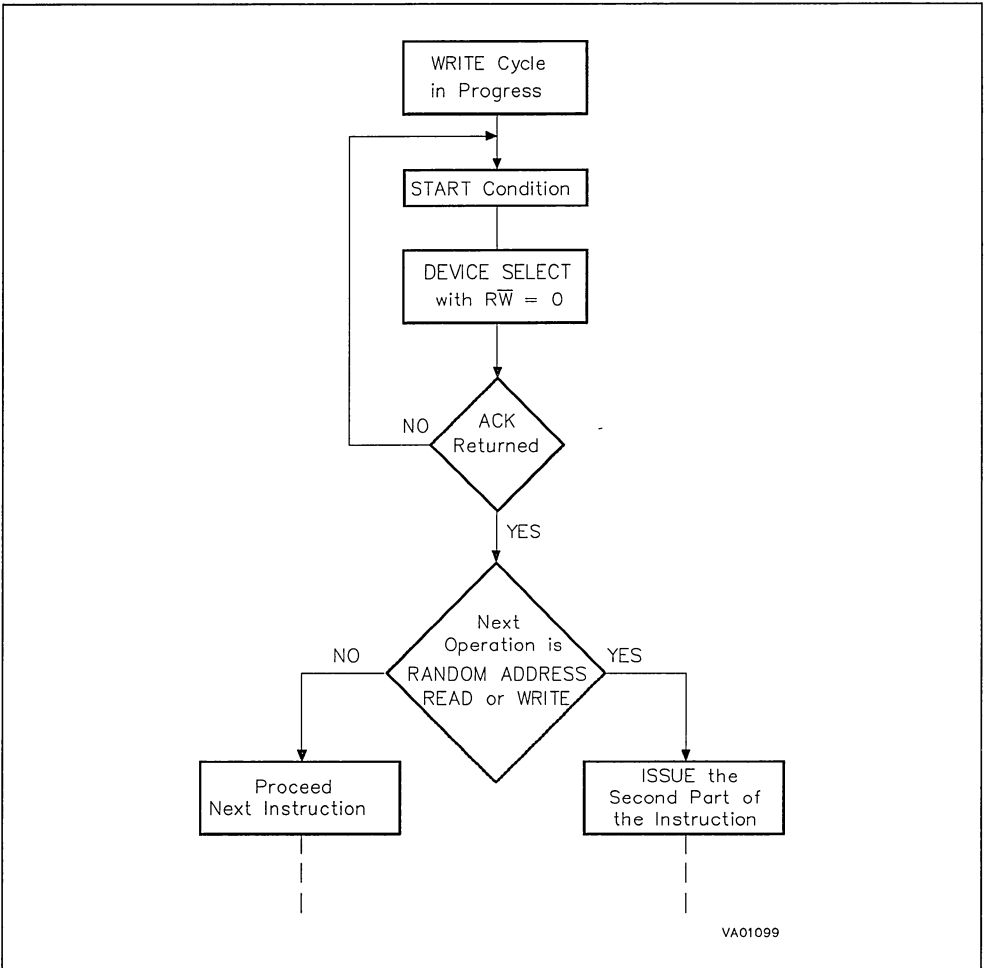 WRITE Cycle
in Progress
START Condition
DEVICE SELECT
with RW̅ = 0
ACK
Returned
NO
YES
Next
Operation is
RANDOM ADDRESS
READ or WRITE
NO
YES
Proceed
Next Instruction
ISSUE the
Second Part of
the Instruction
VA01099